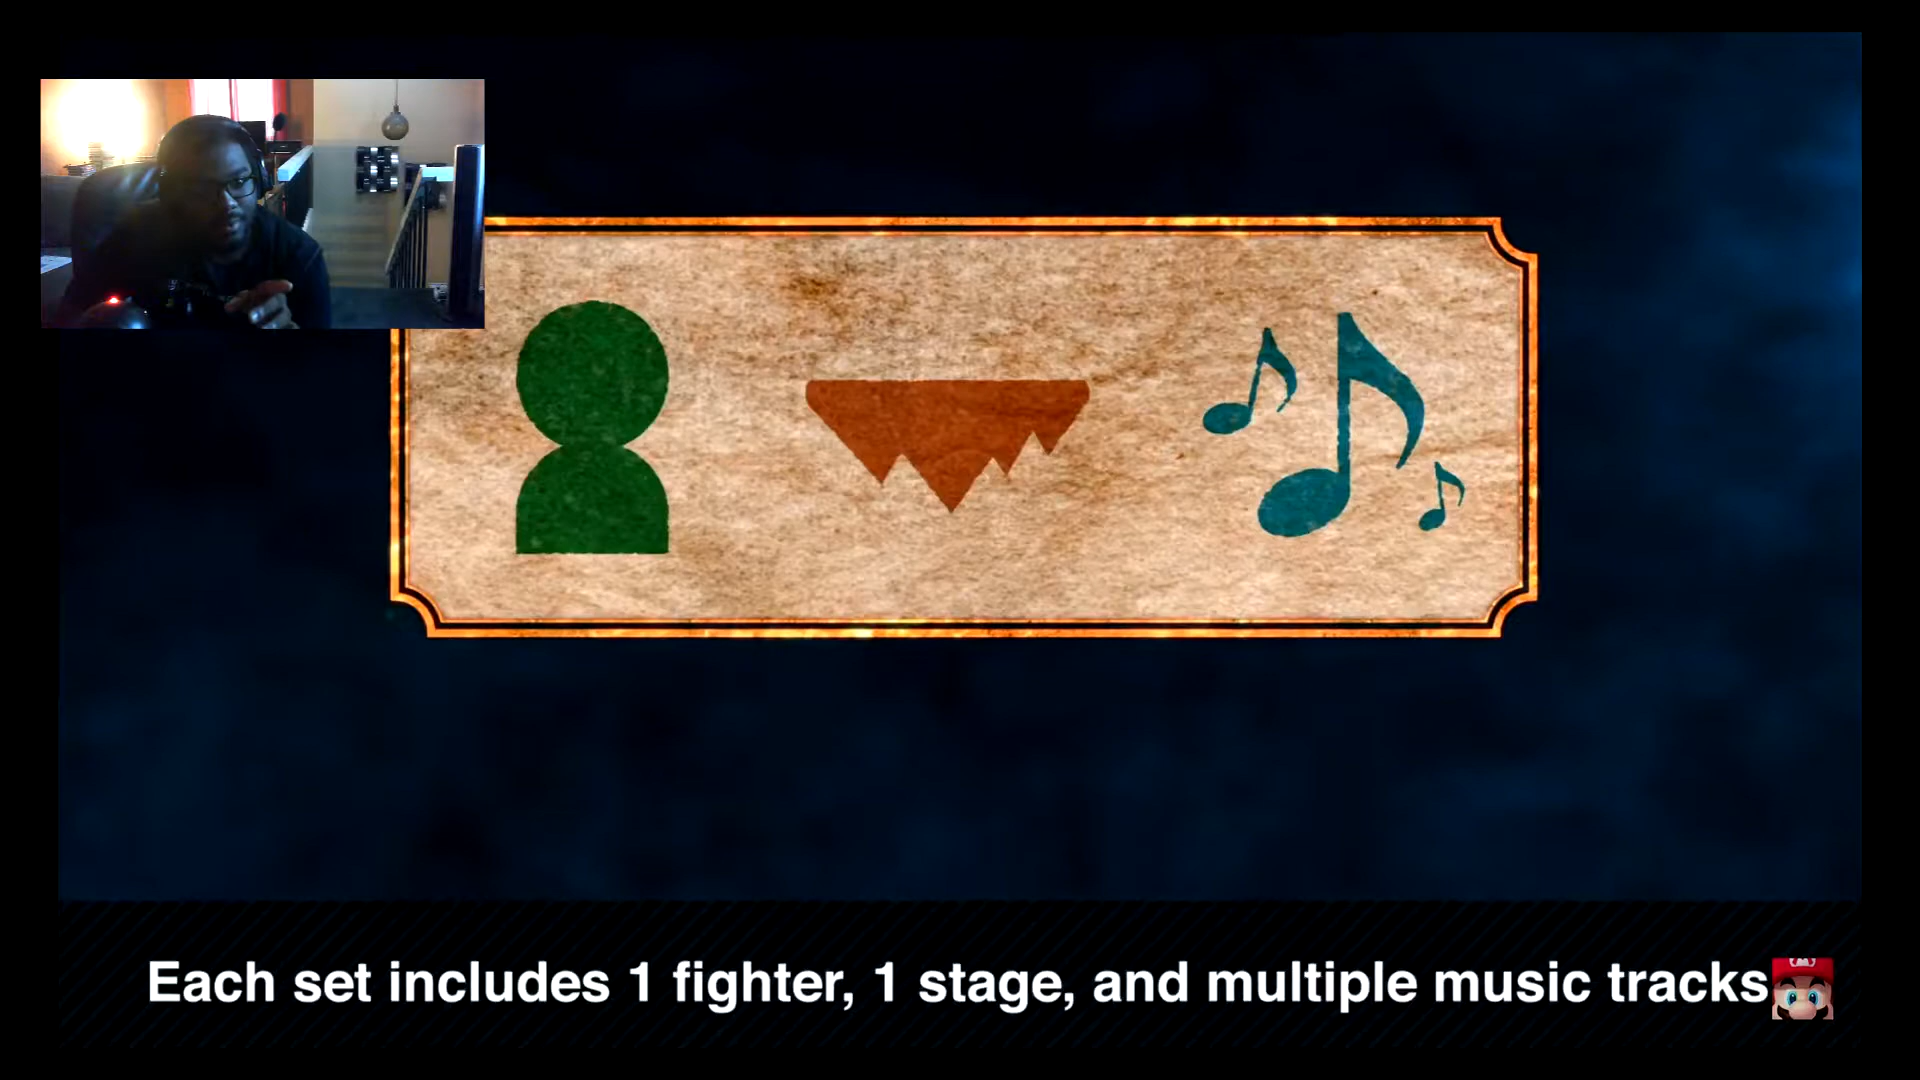 Each set includes 1 fighter, 1 stage, and multiple music tracks